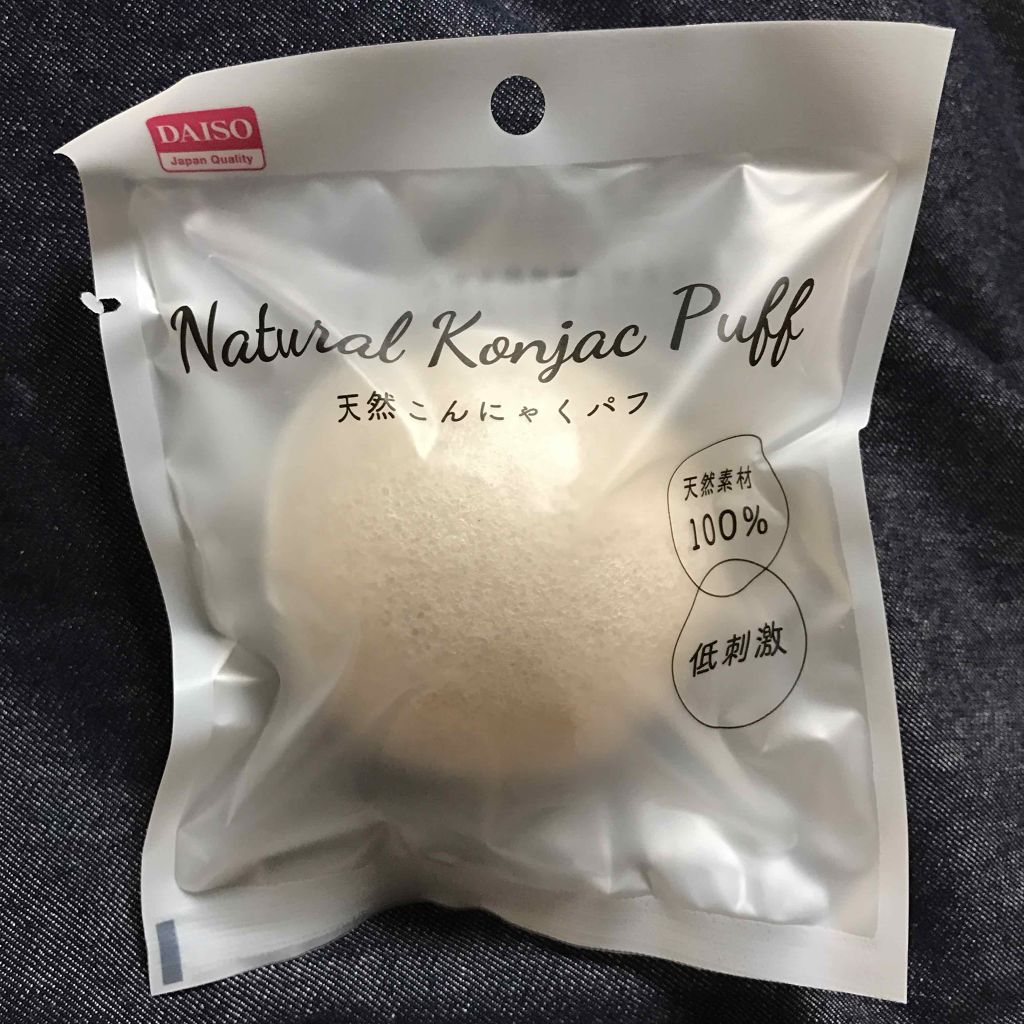 DAISO
Japan Quality
Natural Konjac Puff
天然こんにゃくパフ
天然素材
100%
低刺激